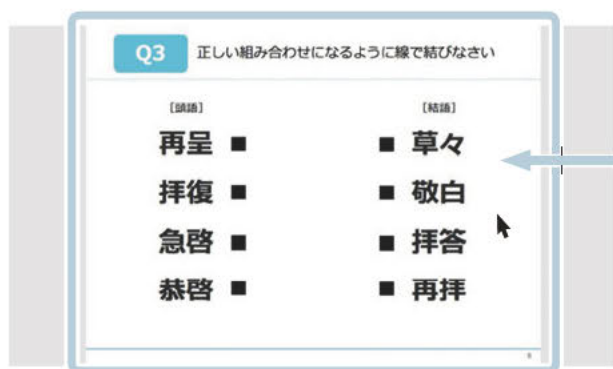 Q3 正しい組み合わせになるように線で結びなさい
［頭語］ ［結語］
再呈 ■ ■ 草々
拝復 ■ ■ 敬白
急啓 ■ ■ 拝答
恭啓 ■ ■ 再拝